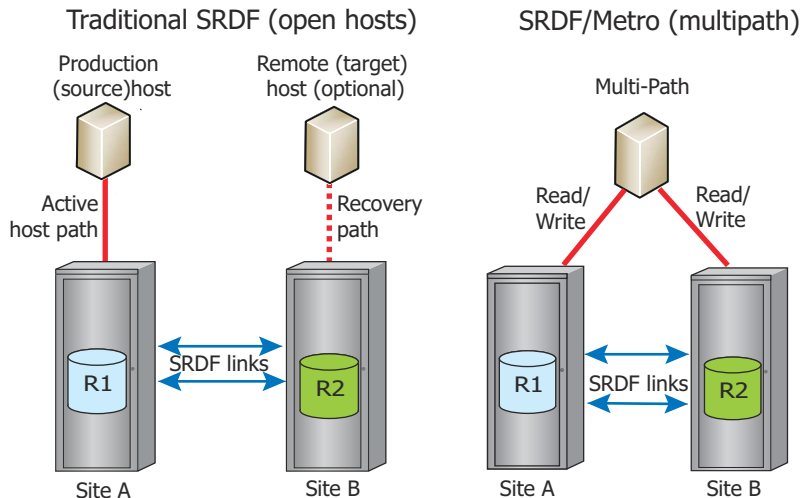 Traditional SRDF (open hosts)
Production
(source)host
Remote (target)
host (optional)
Active
host path
Recovery
path
SRDF links
R1
R2
Site A
Site B
SRDF/Metro (multipath)
Multi-Path
Read/
Write
Read/
Write
R1
SRDF links
R2
Site A
Site B